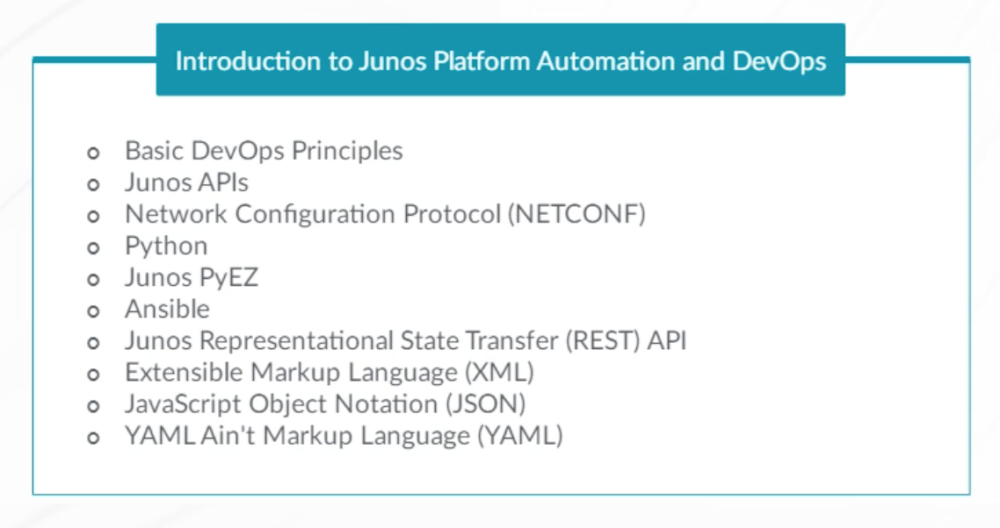 Introduction to Junos Platform Automation and DevOps
Basic DevOps Principles
Junos APIs
Network Configuration Protocol (NETCONF)
Python
Junos PyEZ
Ansible
Junos Representational State Transfer (REST) API
Extensible Markup Language (XML)
JavaScript Object Notation (JSON)
YAML Ain't Markup Language (YAML)